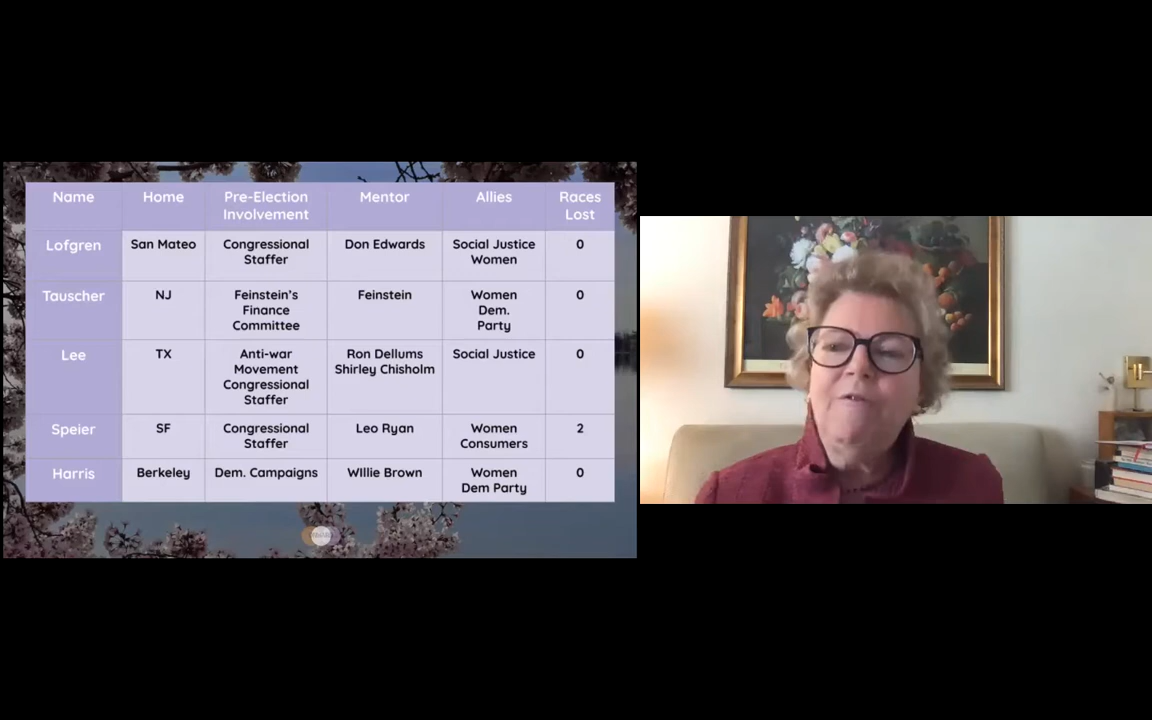 Name Home Pre-Election Mentor Allies Races
Involvement Lost
Lofgren San Mateo Congressional Don Edwards Social Justice 0
Staffer Women
Tauscher NJ Feinstein's Feinstein Women 0
Finance Dem.
Committee Party
Lee TX Anti-war Ron Dellums Social Justice 0
Movement Shirley Chisholm
Congressional
Staffer
Speier SF Congressional Leo Ryan Women 2
Staffer Consumers
Harris Berkeley Dem. Campaigns WIllie Brown Women 0
Dem Party